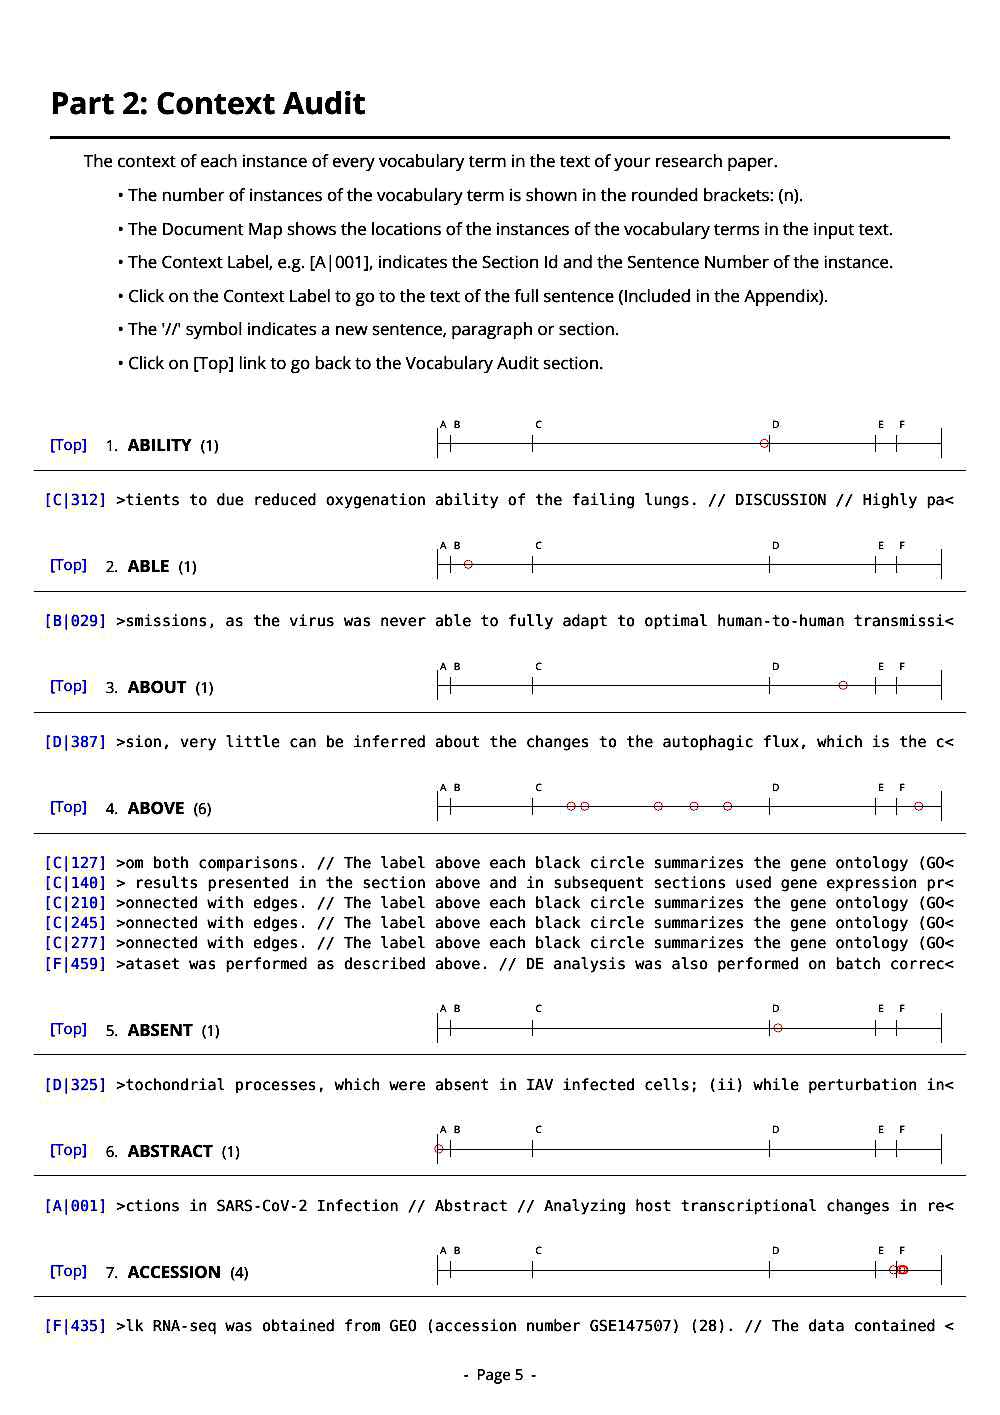 Part 2: Context Audit
The context of each instance of every vocabulary term in the text of your research paper.
• The number of instances of the vocabulary term is shown in the rounded brackets: (n).
• The Document Map shows the locations of the instances of the vocabulary terms in the input text.
• The Context Label, e.g. [A|001], indicates the Section Id and the Sentence Number of the instance.
• Click on the Context Label to go to the text of the full sentence (Included in the Appendix).
• The '//' symbol indicates a new sentence, paragraph or section.
• Click on [Top] link to go back to the Vocabulary Audit section.
A B C D E F
[Top] 1. ABILITY (1)
[C|312] >tients to due reduced oxygenation ability of the failing lungs. // DISCUSSION // Highly pa<
A B C D E F
[Top] 2. ABLE (1)
[B|029] >smissions, as the virus was never able to fully adapt to optimal human-to-human transmissi<
A B C D E F
[Top] 3. ABOUT (1)
[D|387] >sion, very little can be inferred about the changes to the autophagic flux, which is the c<
A B C D E F
[Top] 4. ABOVE (6)
[C|127] >om both comparisons. // The label above each black circle summarizes the gene ontology (GO<
[C|140] > results presented in the section above and in subsequent sections used gene expression pr<
[C|210] >onnected with edges. // The label above each black circle summarizes the gene ontology (GO<
[C|245] >onnected with edges. // The label above each black circle summarizes the gene ontology (GO<
[C|277] >onnected with edges. // The label above each black circle summarizes the gene ontology (GO<
[F|459] >ataset was performed as described above. // DE analysis was also performed on batch correc<
A B C D E F
[Top] 5. ABSENT (1)
[D|325] >tochondrial processes, which were absent in IAV infected cells; (ii) while perturbation in<
A B C D E F
[Top] 6. ABSTRACT (1)
[A|001] >ctions in SARS-CoV-2 Infection // Abstract // Analyzing host transcriptional changes in re<
A B C D E F
[Top] 7. ACCESSION (4)
[F|435] >lk RNA-seq was obtained from GEO (accession number GSE147507) (28). // The data contained <
- Page 5 -